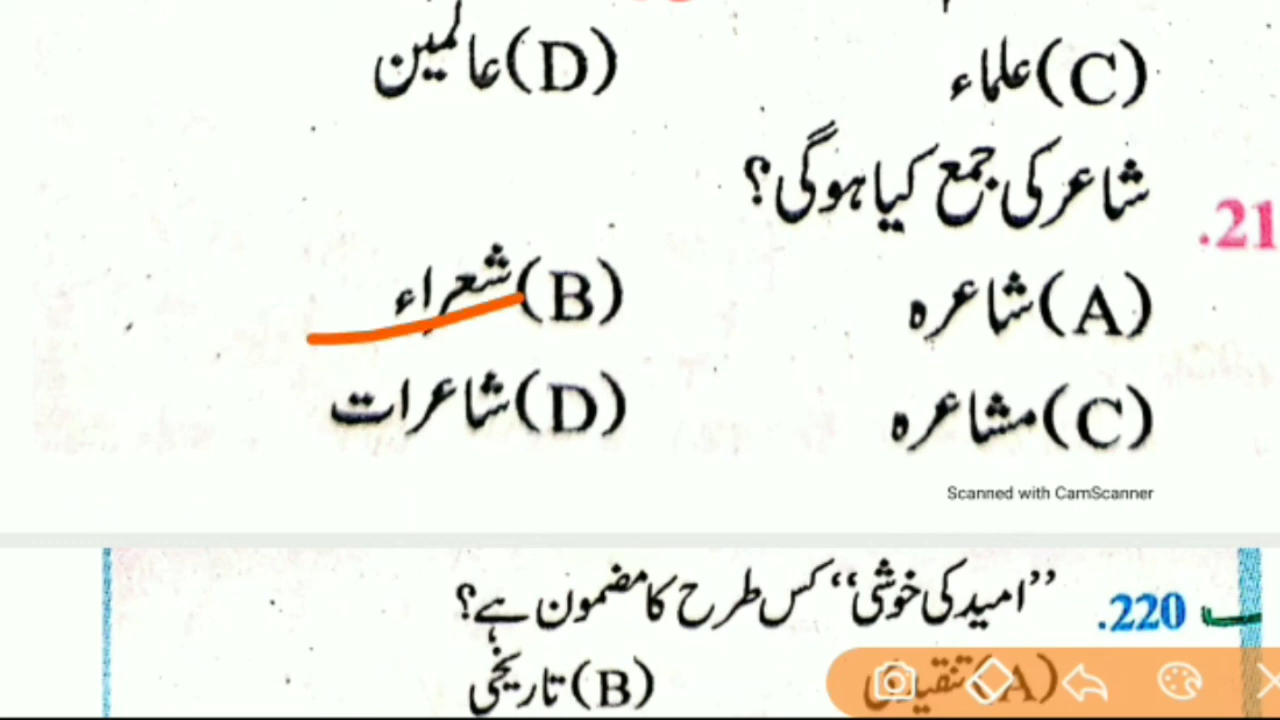 (C) علماء (D) عالمین
.21 شاعر کی جمع کیا ہوگی؟
(A) شاعرہ (B) شعراء
(C) مشاعرہ (D) شاعرات
Scanned with CamScanner
.220 ”امید کی خوشی“ کس طرح کا مضمون ہے؟
(A) تنقیدی (B) تاریخی